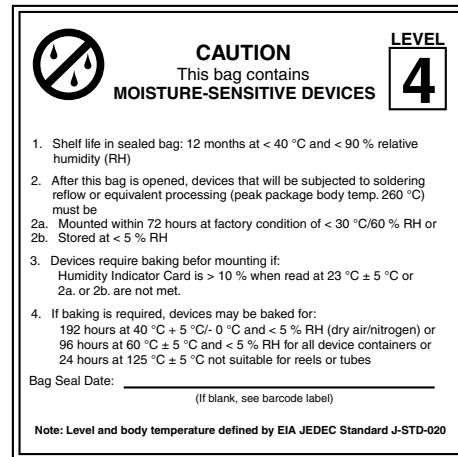 LEVEL
CAUTION
This bag contains
MOISTURE-SENSITIVE DEVICES
4
1. Shelf life in sealed bag: 12 months at < 40 °C and < 90 % relative
humidity (RH)
2. After this bag is opened, devices that will be subjected to soldering
reflow or equivalent processing (peak package body temp. 260 °C)
must be
2a. Mounted within 72 hours at factory condition of < 30 °C/60 % RH or
2b. Stored at < 5 % RH
3. Devices require baking befor mounting if:
Humidity Indicator Card is > 10 % when read at 23 °C ± 5 °C or
2a. or 2b. are not met.
4. If baking is required, devices may be baked for:
192 hours at 40 °C + 5 °C/- 0 °C and < 5 % RH (dry air/nitrogen) or
96 hours at 60 °C ± 5 °C and < 5 % RH for all device containers or
24 hours at 125 °C ± 5 °C not suitable for reels or tubes
Bag Seal Date:
(If blank, see barcode label)
Note: Level and body temperature defined by EIA JEDEC Standard J-STD-020